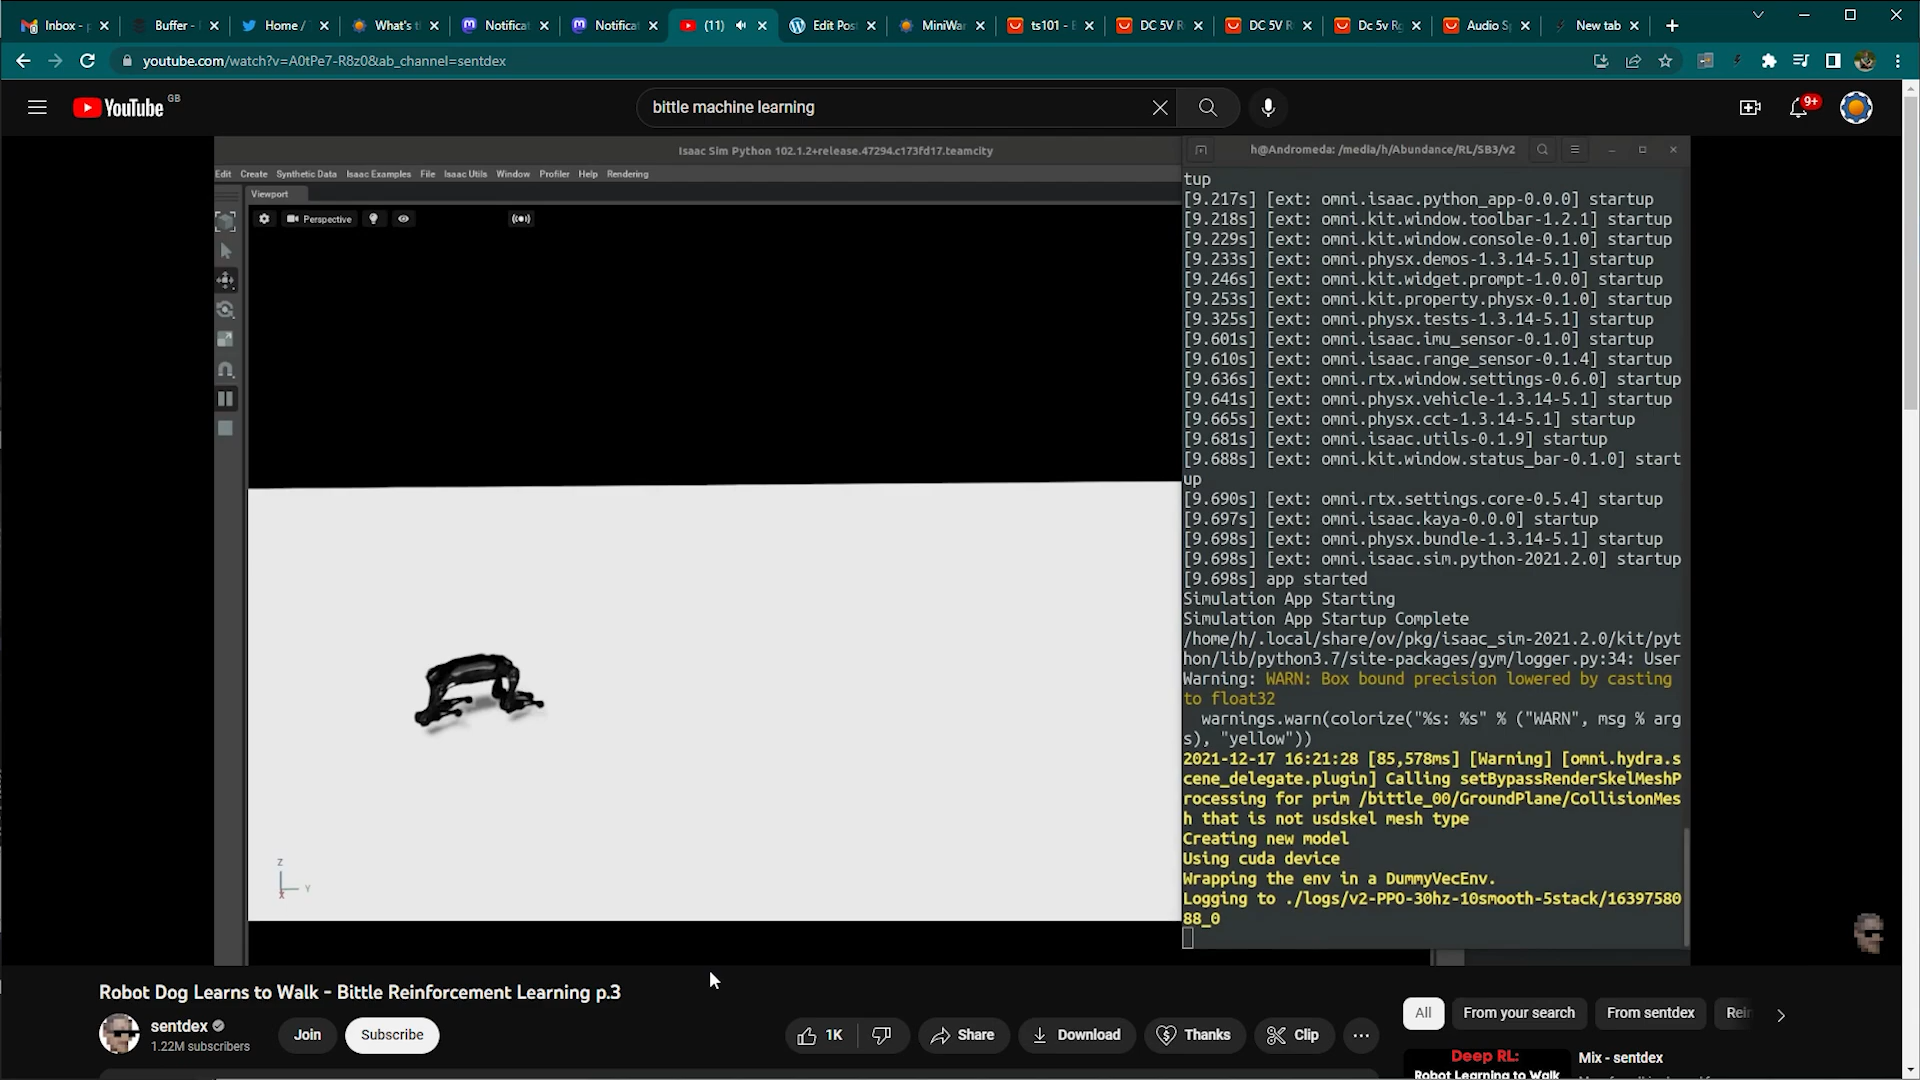 Inbox - p
Buffer -
Home /
What's t
Notificat
Notificat
(11)
Edit Post
MiniWar
ts101 - E
DC 5V R
DC 5V R
Dc 5v Rg
Audio Sp
New tab
youtube.com/watch?v=A0tPe7-R8z0&ab_channel=sentdex
YouTube GB
bittle machine learning
9+
Isaac Sim Python 102.1.2+release.47294.c173fd17.teamcity
h@Andromeda: /media/h/Abundance/RL/SB3/v2
Edit Create Synthetic Data Isaac Examples File Isaac Utils Window Profiler Help Rendering
Viewport
Perspective
tup
[9.217s] [ext: omni.isaac.python_app-0.0.0] startup
[9.218s] [ext: omni.kit.window.toolbar-1.2.1] startup
[9.229s] [ext: omni.kit.window.console-0.1.0] startup
[9.233s] [ext: omni.physx.demos-1.3.14-5.1] startup
[9.246s] [ext: omni.kit.widget.prompt-1.0.0] startup
[9.253s] [ext: omni.kit.property.physx-0.1.0] startup
[9.325s] [ext: omni.physx.tests-1.3.14-5.1] startup
[9.601s] [ext: omni.isaac.imu_sensor-0.1.0] startup
[9.610s] [ext: omni.isaac.range_sensor-0.1.4] startup
[9.636s] [ext: omni.rtx.window.settings-0.6.0] startup
[9.641s] [ext: omni.physx.vehicle-1.3.14-5.1] startup
[9.665s] [ext: omni.physx.cct-1.3.14-5.1] startup
[9.681s] [ext: omni.isaac.utils-0.1.9] startup
[9.688s] [ext: omni.kit.window.status_bar-0.1.0] start
up
[9.690s] [ext: omni.rtx.settings.core-0.5.4] startup
[9.697s] [ext: omni.isaac.kaya-0.0.0] startup
[9.698s] [ext: omni.physx.bundle-1.3.14-5.1] startup
[9.698s] [ext: omni.isaac.sim.python-2021.2.0] startup
[9.698s] app started
Simulation App Starting
Simulation App Startup Complete
/home/h/.local/share/ov/pkg/isaac_sim-2021.2.0/kit/pyt
hon/lib/python3.7/site-packages/gym/logger.py:34: User
Warning: WARN: Box bound precision lowered by casting
to float32
warnings.warn(colorize("%s: %s" % ("WARN", msg % arg
s), "yellow"))
2021-12-17 16:21:28 [85,578ms] [Warning] [omni.hydra.s
cene_delegate.plugin] Calling setBypassRenderSkelMeshP
rocessing for prim /bittle_00/GroundPlane/CollisionMes
h that is not usdskel mesh type
Creating new model
Using cuda device
Wrapping the env in a DummyVecEnv.
Logging to ./logs/v2-PPO-30hz-10smooth-5stack/16397580
88_0
Z
Y
X
Robot Dog Learns to Walk - Bittle Reinforcement Learning p.3
sentdex
1.22M subscribers
Join
Subscribe
1K
Share
Download
Thanks
Clip
All
From your search
From sentdex
Rein
Deep RL:
Robot Learning to Walk
Mix - sentdex